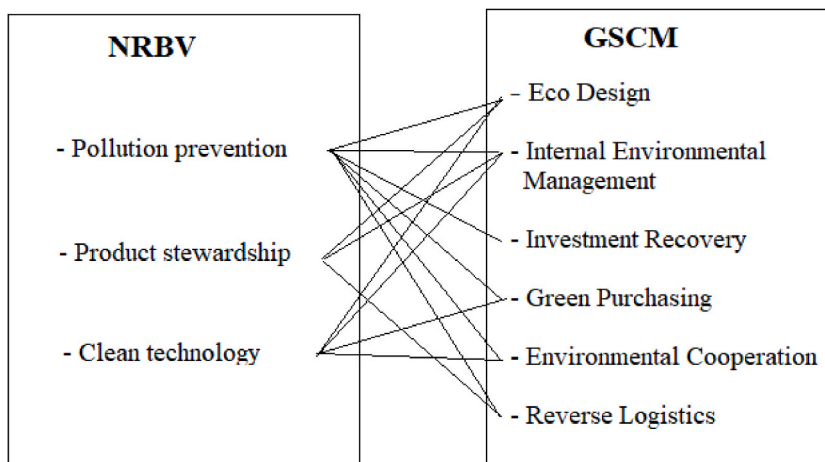 NRBV
- Pollution prevention
- Product stewardship
- Clean technology
GSCM
- Eco Design
- Internal Environmental
Management
- Investment Recovery
- Green Purchasing
- Environmental Cooperation
- Reverse Logistics